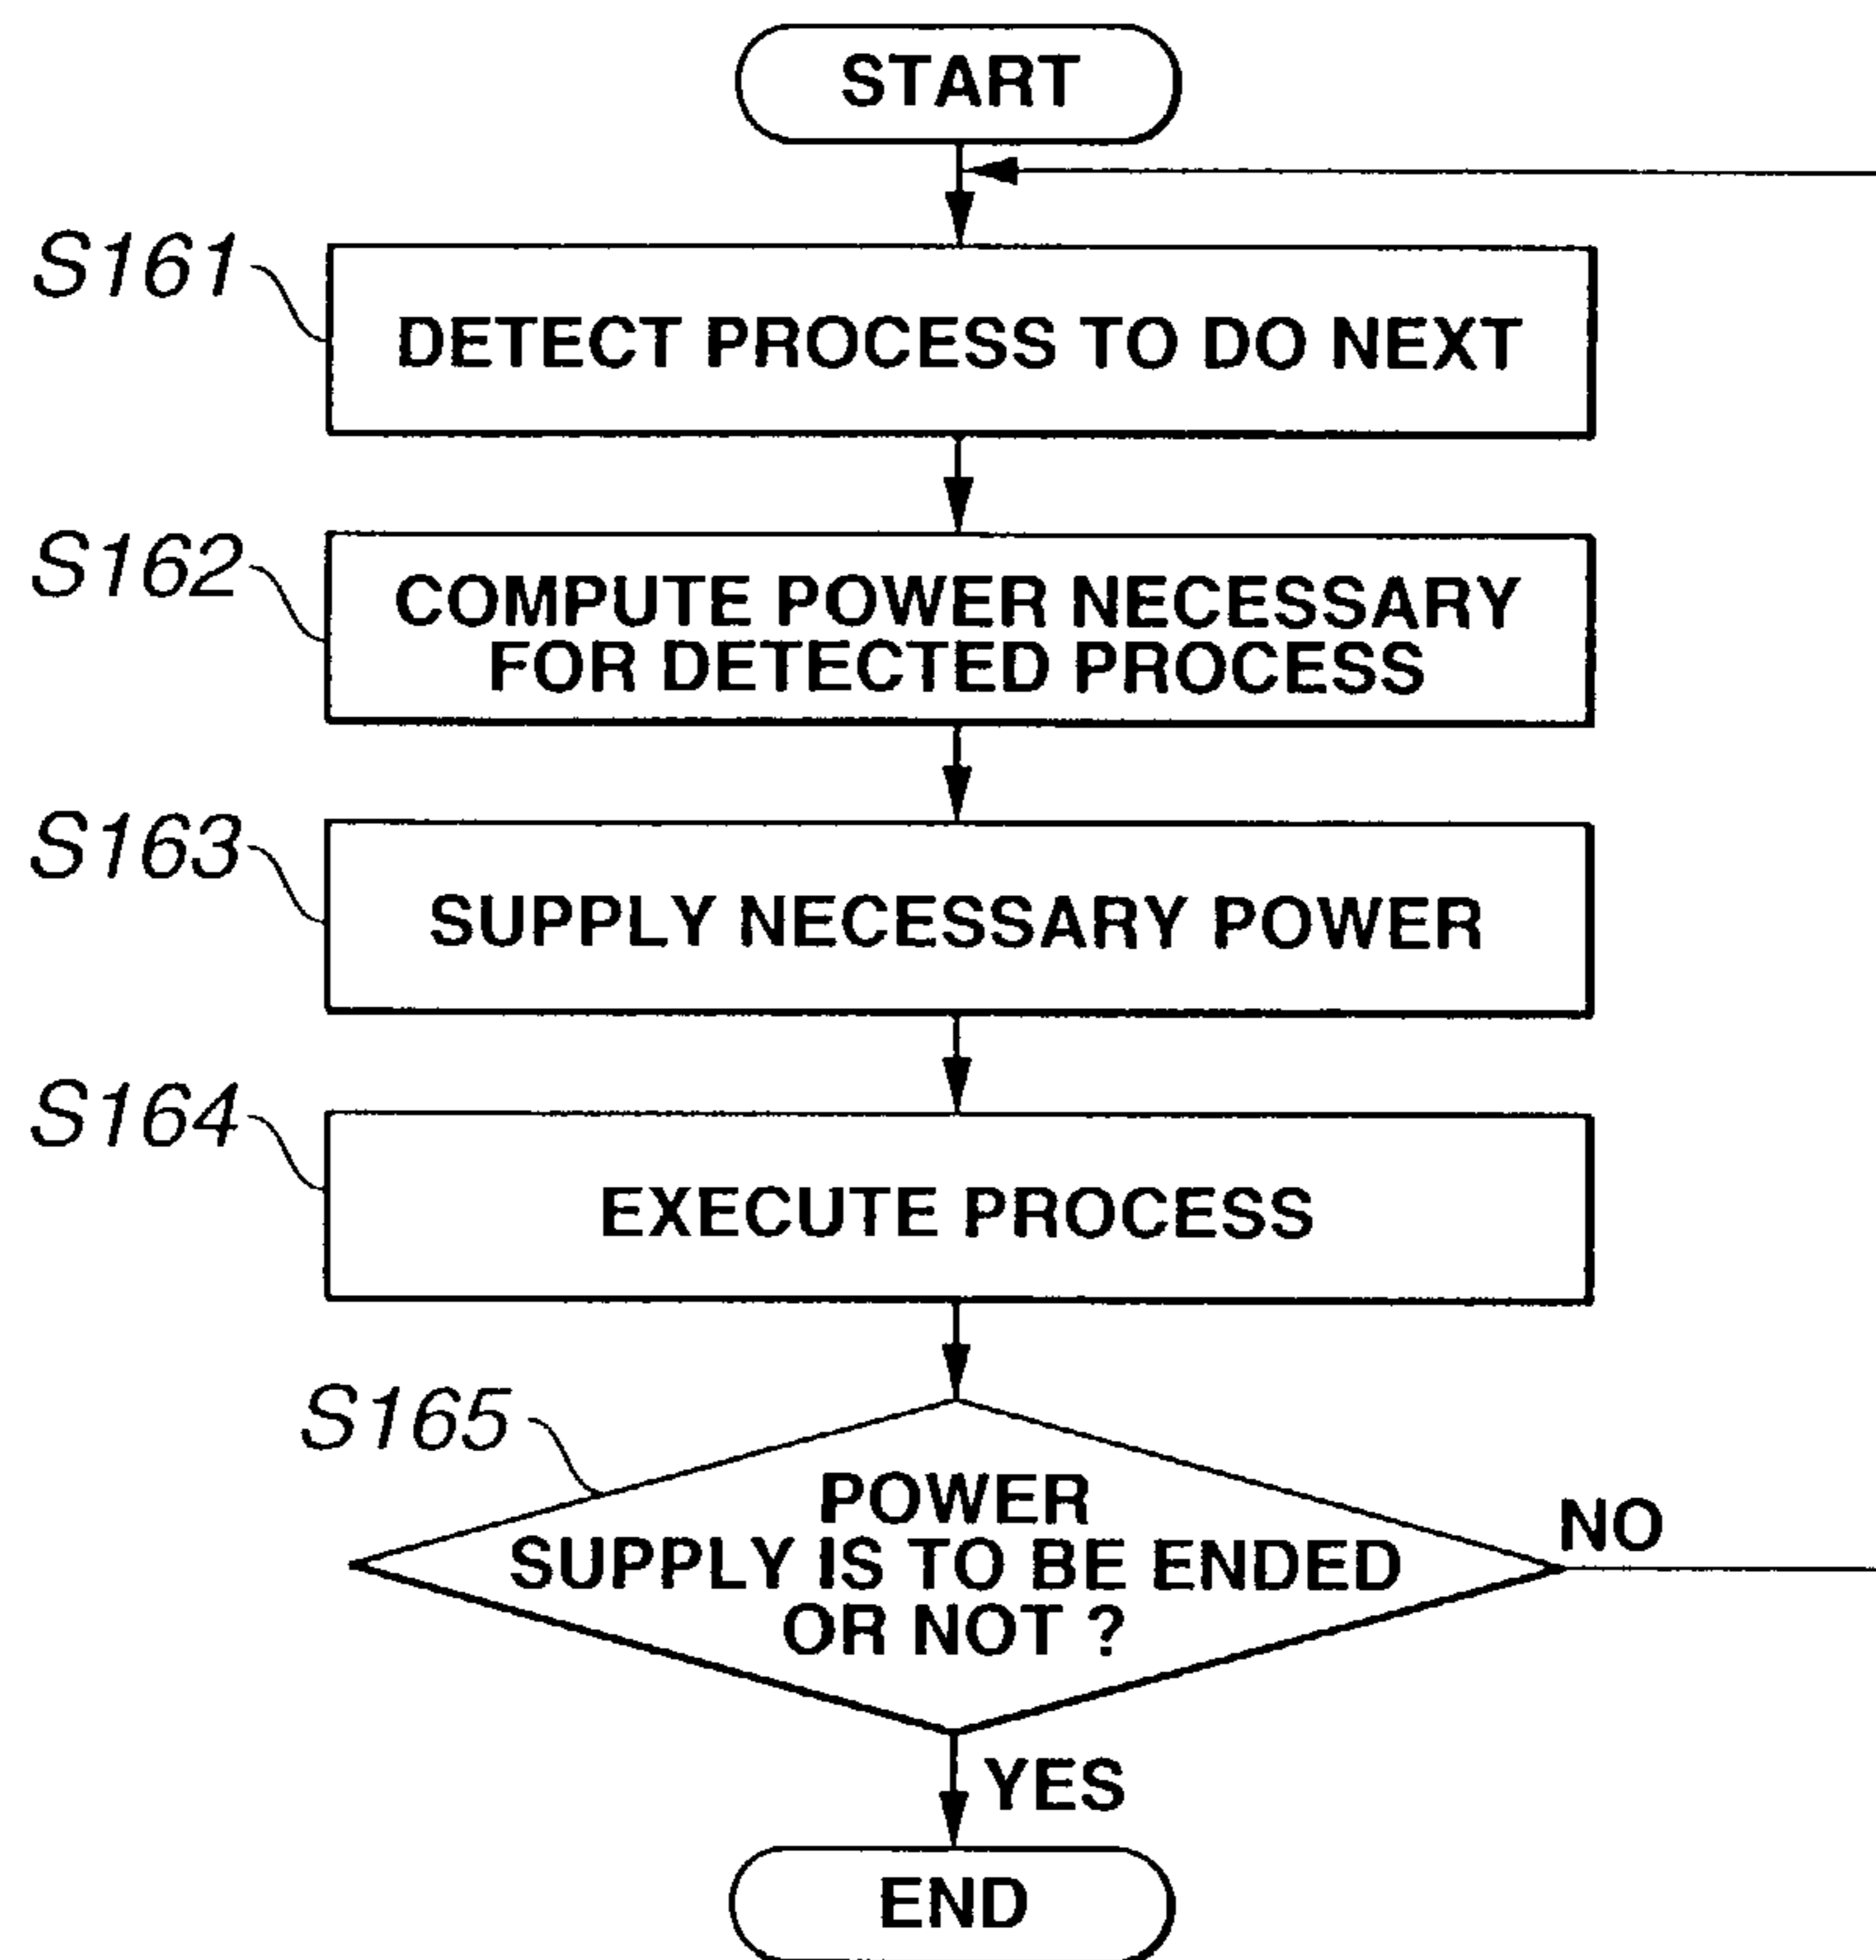 START
S161
DETECT PROCESS TO DO NEXT
S162
COMPUTE POWER NECESSARY
FOR DETECTED PROCESS
S163
SUPPLY NECESSARY POWER
S164
EXECUTE PROCESS
S165
POWER
SUPPLY IS TO BE ENDED
OR NOT ?
NO
YES
END